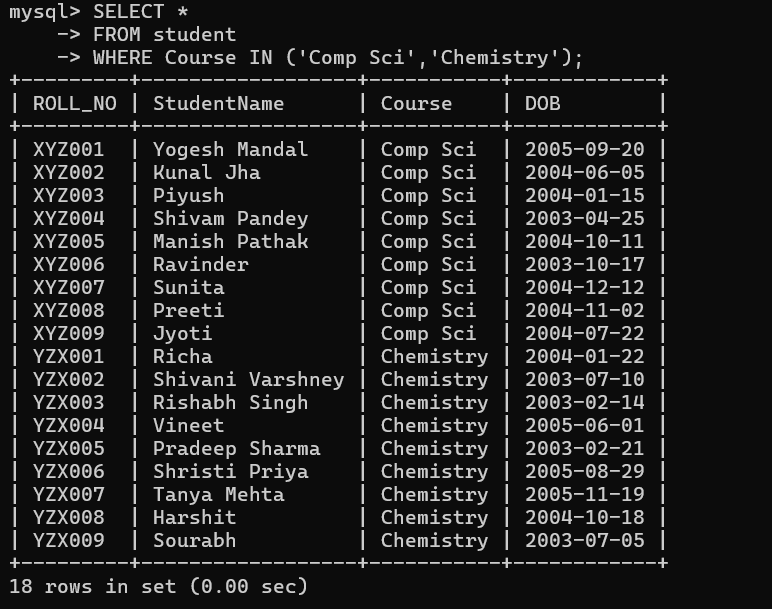 mysql> SELECT *
    -> FROM student
    -> WHERE Course IN ('Comp Sci','Chemistry');
+---------+------------------+-----------+------------+
| ROLL_NO | StudentName      | Course    | DOB        |
+---------+------------------+-----------+------------+
| XYZ001  | Yogesh Mandal    | Comp Sci  | 2005-09-20 |
| XYZ002  | Kunal Jha        | Comp Sci  | 2004-06-05 |
| XYZ003  | Piyush           | Comp Sci  | 2004-01-15 |
| XYZ004  | Shivam Pandey    | Comp Sci  | 2003-04-25 |
| XYZ005  | Manish Pathak    | Comp Sci  | 2004-10-11 |
| XYZ006  | Ravinder         | Comp Sci  | 2003-10-17 |
| XYZ007  | Sunita           | Comp Sci  | 2004-12-12 |
| XYZ008  | Preeti           | Comp Sci  | 2004-11-02 |
| XYZ009  | Jyoti            | Comp Sci  | 2004-07-22 |
| YZX001  | Richa            | Chemistry | 2004-01-22 |
| YZX002  | Shivani Varshney | Chemistry | 2003-07-10 |
| YZX003  | Rishabh Singh    | Chemistry | 2003-02-14 |
| YZX004  | Vineet           | Chemistry | 2005-06-01 |
| YZX005  | Pradeep Sharma   | Chemistry | 2003-02-21 |
| YZX006  | Shristi Priya    | Chemistry | 2005-08-29 |
| YZX007  | Tanya Mehta      | Chemistry | 2005-11-19 |
| YZX008  | Harshit          | Chemistry | 2004-10-18 |
| YZX009  | Sourabh          | Chemistry | 2003-07-05 |
+---------+------------------+-----------+------------+
18 rows in set (0.00 sec)